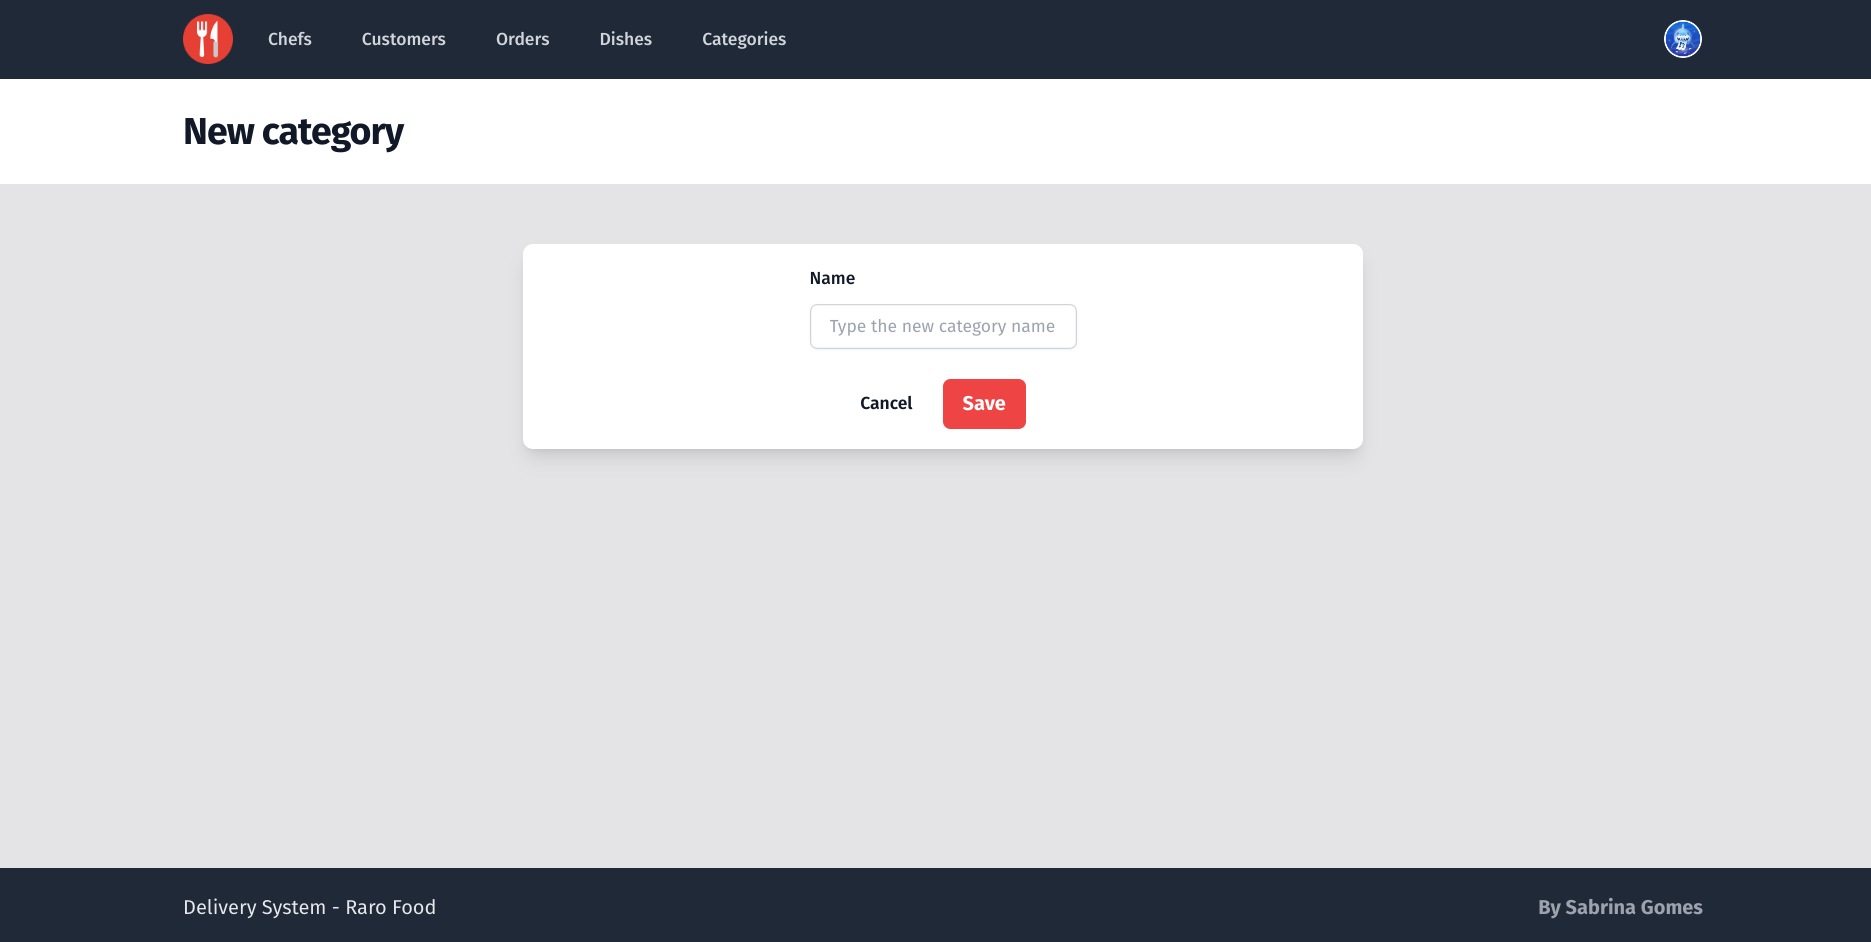 Chefs Customers Orders Dishes Categories
New category
Name
Type the new category name
Cancel Save
Delivery System - Raro Food By Sabrina Gomes